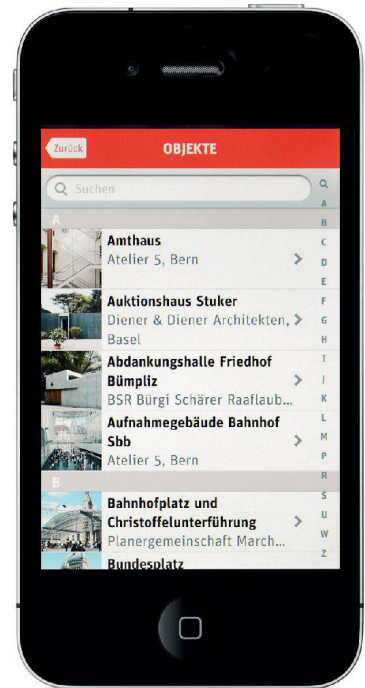 Zurück
OBJEKTE
Suchen
A
Amthaus
Atelier 5, Bern
Auktionshaus Stuker
Diener & Diener Architekten,
Basel
Abdankungshalle Friedhof
Bümpliz
BSR Bürgi Schärer Raaflaub...
Aufnahmegebäude Bahnhof
Sbb
Atelier 5, Bern
B
Bahnhofplatz und
Christoffelunterführung
Planergemeinschaft March...
Bundesplatz
A
B
C
D
E
F
G
H
I
J
K
L
M
P
R
S
U
W
Z